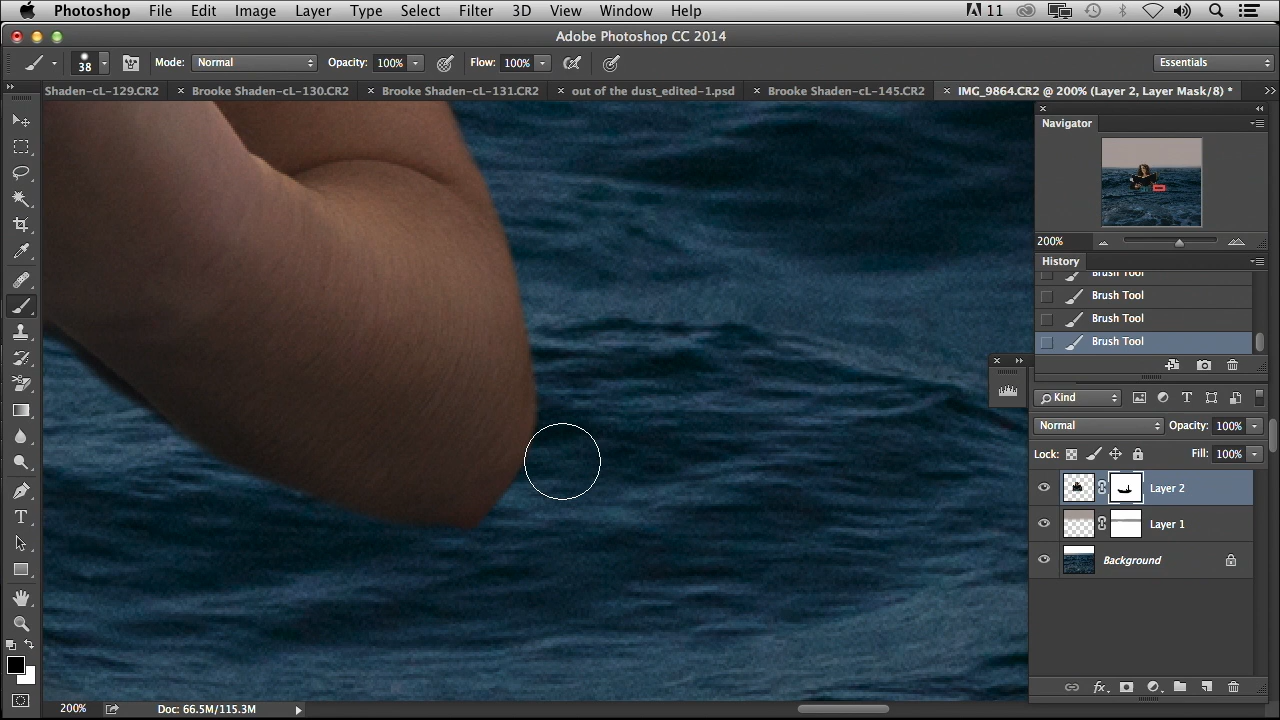 Photoshop File Edit Image Layer Type Select Filter 3D View Window Help 11
Adobe Photoshop CC 2014
38 Mode: Normal Opacity: 100% Flow: 100% Essentials
Shaden-cL-129.CR2 × Brooke Shaden-cL-130.CR2 × Brooke Shaden-cL-131.CR2 × out of the dust_edited-1.psd × Brooke Shaden-cL-145.CR2 × IMG_9864.CR2 @ 200% (Layer 2, Layer Mask/8) *
Navigator
200%
History
Brush Tool
Brush Tool
Brush Tool
Brush Tool
Kind
Normal Opacity: 100%
Lock: Fill: 100%
Layer 2
Layer 1
Background
fx
200% Doc: 66.5M/115.3M